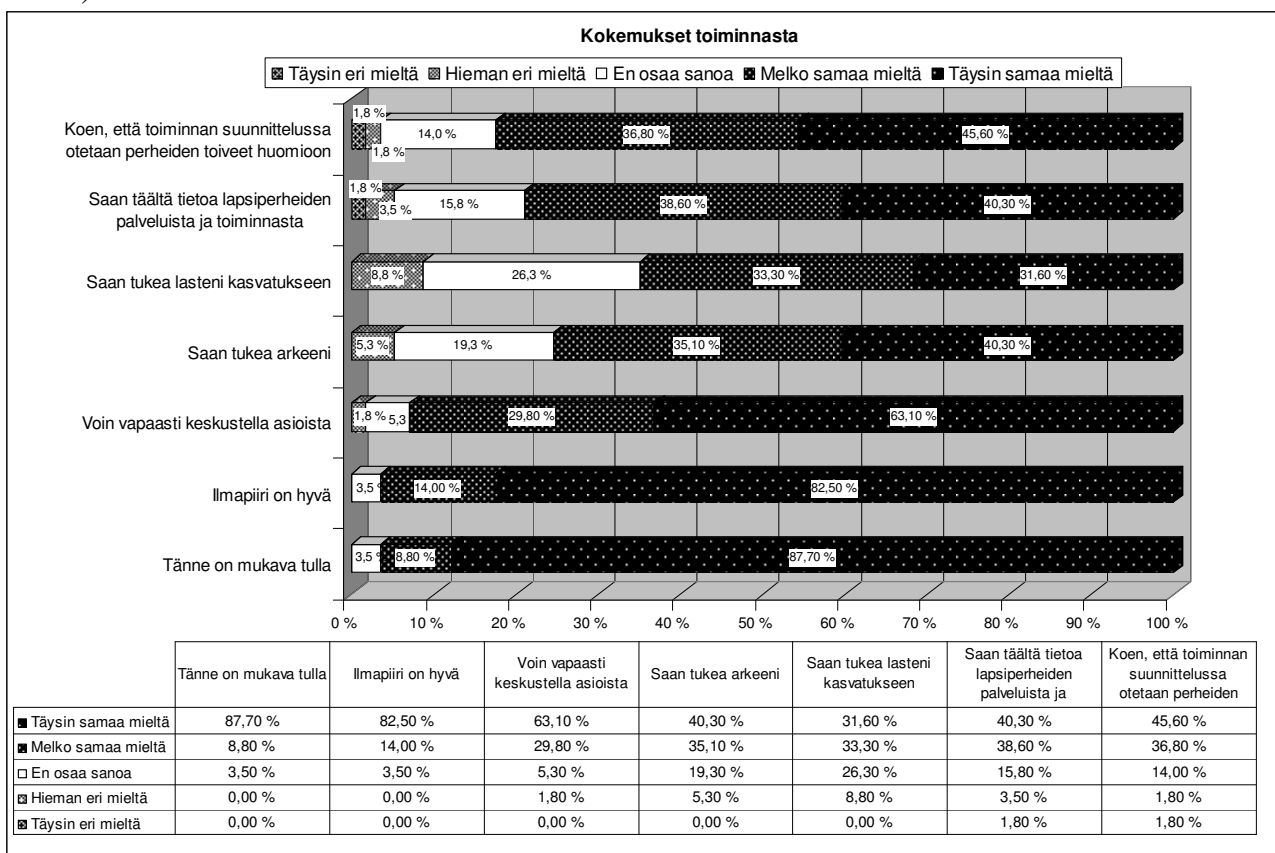 Kokemukset toiminnasta
Täysin eri mieltä Hieman eri mieltä En osaa sanoa Melko samaa mieltä Täysin samaa mieltä
Koen, että toiminnan suunnittelussa
otetaan perheiden toiveet huomioon
1,8 %
1,8 %
14,0 %
36,80 %
45,60 %
Saan täältä tietoa lapsiperheiden
palveluista ja toiminnasta
1,8 %
3,5 %
15,8 %
38,60 %
40,30 %
Saan tukea lasteni kasvatukseen
8,8 %
26,3 %
33,30 %
31,60 %
Saan tukea arkeeni
5,3 %
19,3 %
35,10 %
40,30 %
Voin vapaasti keskustella asioista
1,8 %
5,3
29,80 %
63,10 %
Ilmapiiri on hyvä
3,5
14,00 %
82,50 %
Tänne on mukava tulla
3,5
8,80 %
87,70 %
0 % 10 % 20 % 30 % 40 % 50 % 60 % 70 % 80 % 90 % 100 %
Tänne on mukava tulla
Ilmapiiri on hyvä
Voin vapaasti
keskustella asioista
Saan tukea arkeeni
Saan tukea lasteni
kasvatukseen
Saan täältä tietoa
lapsiperheiden
palveluista ja
Koen, että toiminnan
suunnittelussa
otetaan perheiden
Täysin samaa mieltä 87,70 % 82,50 % 63,10 % 40,30 % 31,60 % 40,30 % 45,60 %
Melko samaa mieltä 8,80 % 14,00 % 29,80 % 35,10 % 33,30 % 38,60 % 36,80 %
En osaa sanoa 3,50 % 3,50 % 5,30 % 19,30 % 26,30 % 15,80 % 14,00 %
Hieman eri mieltä 0,00 % 0,00 % 1,80 % 5,30 % 8,80 % 3,50 % 1,80 %
Täysin eri mieltä 0,00 % 0,00 % 0,00 % 0,00 % 0,00 % 1,80 % 1,80 %